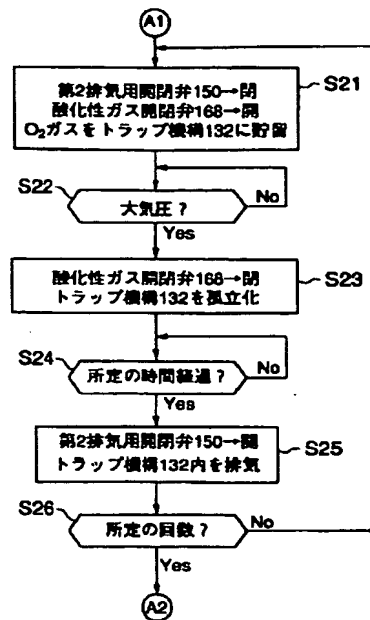 A1
第2排気用開閉弁150→閉
酸化性ガス開閉弁168→開
O₂ガスをトラップ機構132に貯留
S21
S22
大気圧？
No
Yes
酸化性ガス開閉弁168→閉
トラップ機構132を孤立化
S23
S24
所定の時間経過？
No
Yes
第2排気用開閉弁150→開
トラップ機構132内を排気
S25
S26
所定の回数？
No
Yes
A2